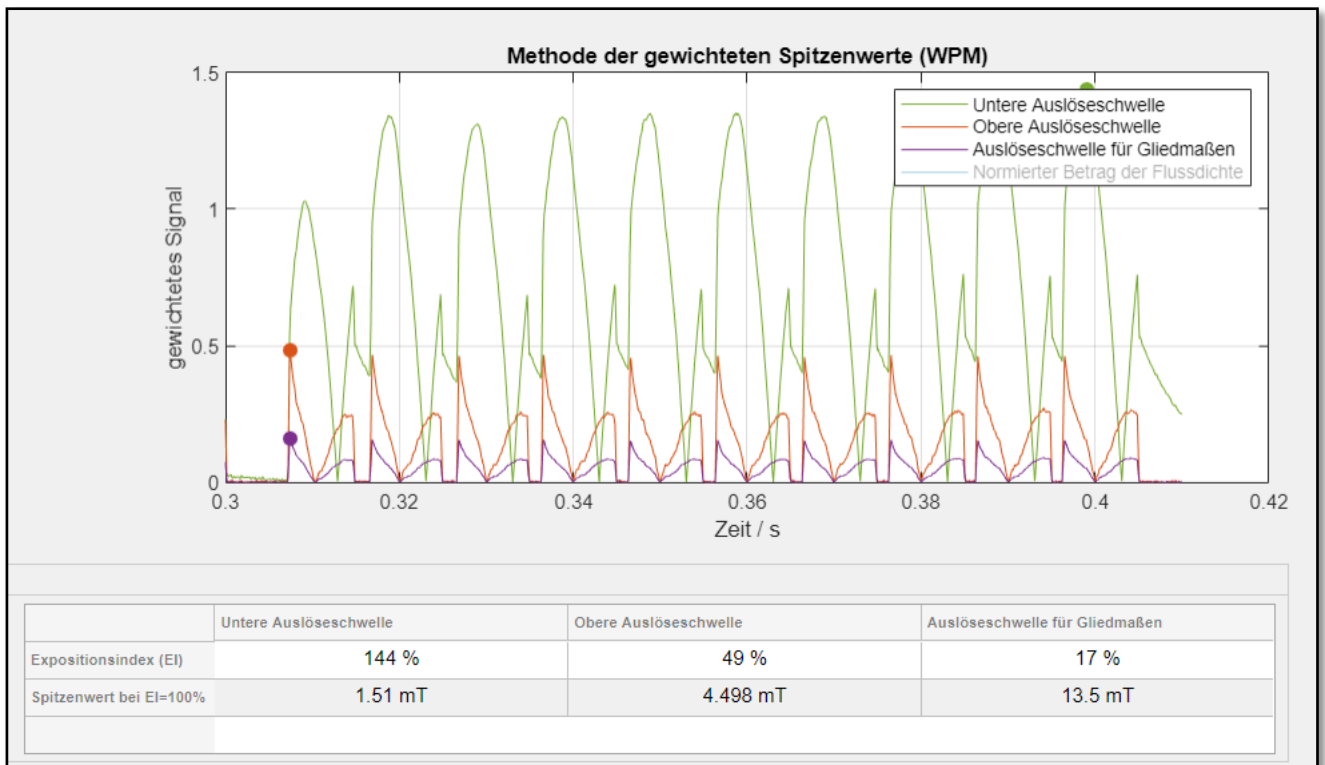 Methode der gewichteten Spitzenwerte (WPM)
1.5
1
0.5
0
gewichtetes Signal
Untere Auslöseschwelle
Obere Auslöseschwelle
Auslöseschwelle für Gliedmaßen
Normierter Betrag der Flussdichte
0.3 0.32 0.34 0.36 0.38 0.4 0.42
Zeit / s
Untere Auslöseschwelle Obere Auslöseschwelle Auslöseschwelle für Gliedmaßen
Expositionsindex (EI) 144 % 49 % 17 %
Spitzenwert bei EI=100% 1.51 mT 4.498 mT 13.5 mT